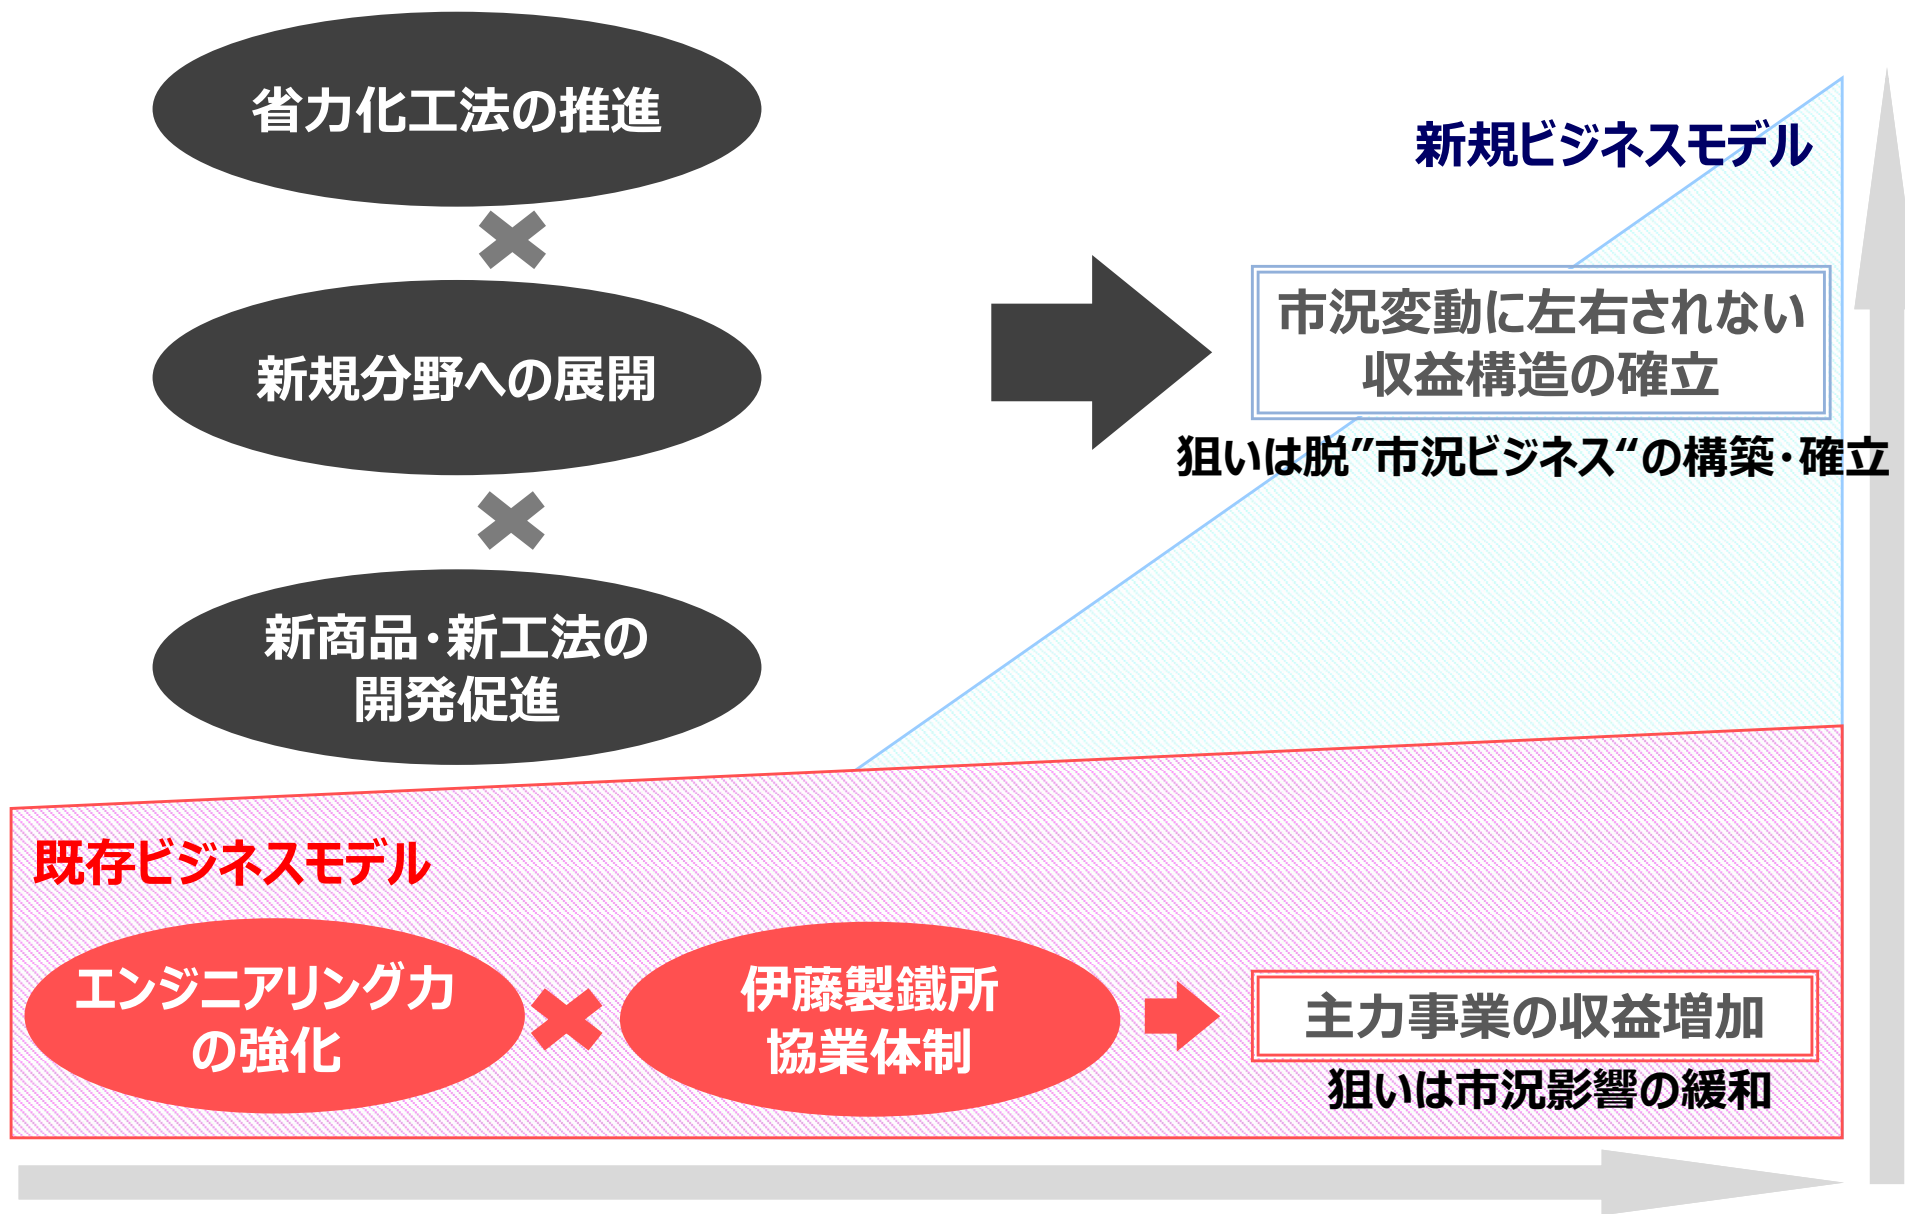 省力化工法の推進
新規分野への展開
新商品・新工法の
開発促進
新規ビジネスモデル
市況変動に左右されない
収益構造の確立
狙いは脱”市況ビジネス“の構築・確立
既存ビジネスモデル
エンジニアリング力
の強化
伊藤製鐵所
協業体制
主力事業の収益増加
狙いは市況影響の緩和